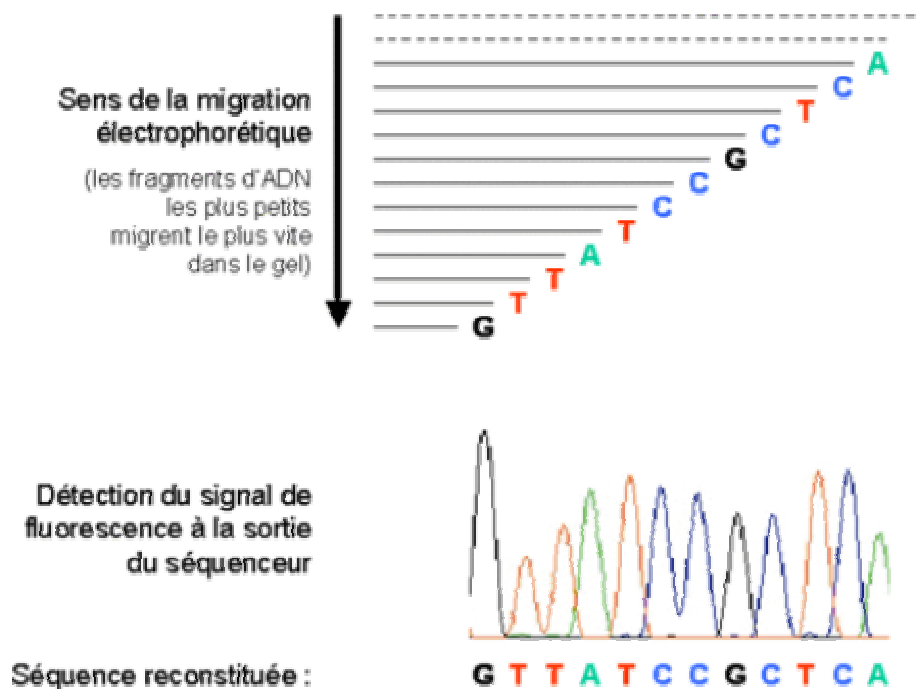 A
Sens de la migration
C
T
électrophorétique
C
G
(les fragments d'ADN
C
les plus petits
C
migrent le plus vite
T
dans le gel)
A
T
T
G
Détection du signal de
fluorescence à la sortie
du séquenceur
Séquence reconstituée : G T T A T C C G C T C A